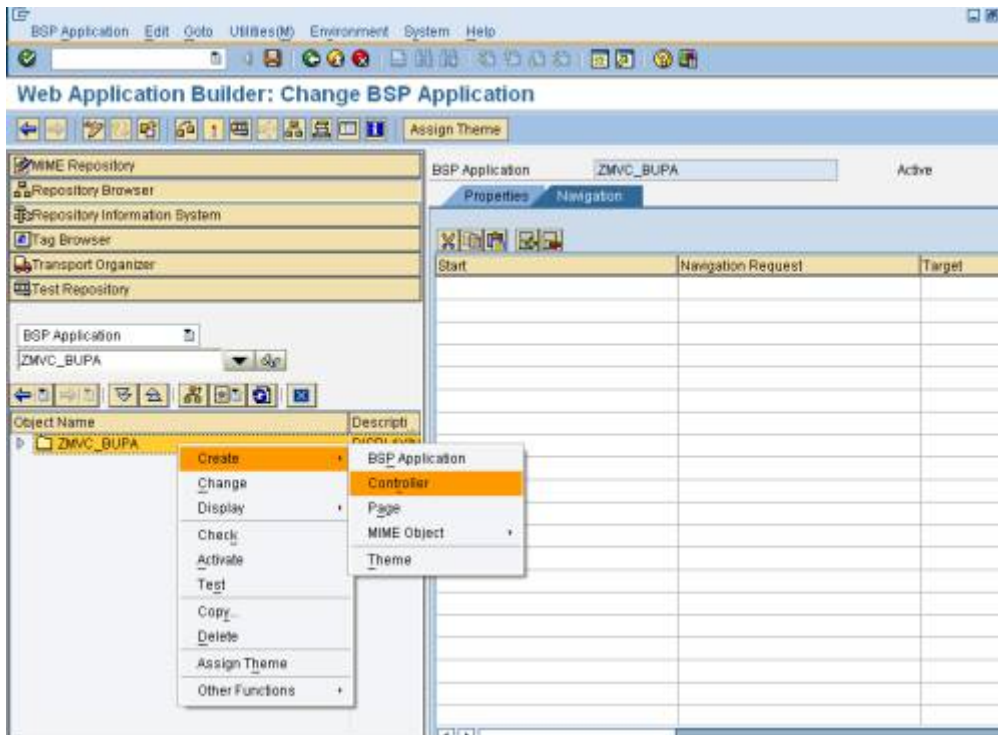 BSP Application Edit Goto Utilities(M) Environment System Help
Web Application Builder: Change BSP Application
Assign Theme
MIME Repository
Repository Browser
Repository Information System
Tag Browser
Transport Organizer
Test Repository
BSP Application ZMVC_BUPA Active
Properties Navigation
Start Navigation Request Target
BSP Application
ZMVC_BUPA
Object Name Descripti
ZMVC_BUPA
Create
Change
Display
Check
Activate
Test
Copy...
Delete
Assign Theme
Other Functions
BSP Application
Controller
Page
MIME Object
Theme